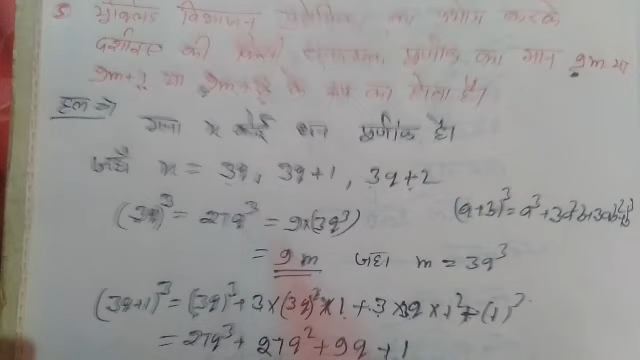 5 यूक्लिड विभाजन का प्रयोग करके
दर्शाइए की किसी धनात्मक पूर्णांक का मान 9m या
9m+1 या 9m+8 के रूप का होता है।
हल ⇒
माना x कोई धन पूर्णांक है।
जहाँ x = 3q, 3q+1, 3q+2
(3q)³ = 27q³ = 9×(3q³) (a+b)³ = a³+3a²b+3ab²+b³
= 9m जहाँ m = 3q³
(3q+1)³ = (3q)³ + 3×(3q)²×1 + 3×3q×1² + (1)³
= 27q³ + 27q² + 9q + 1